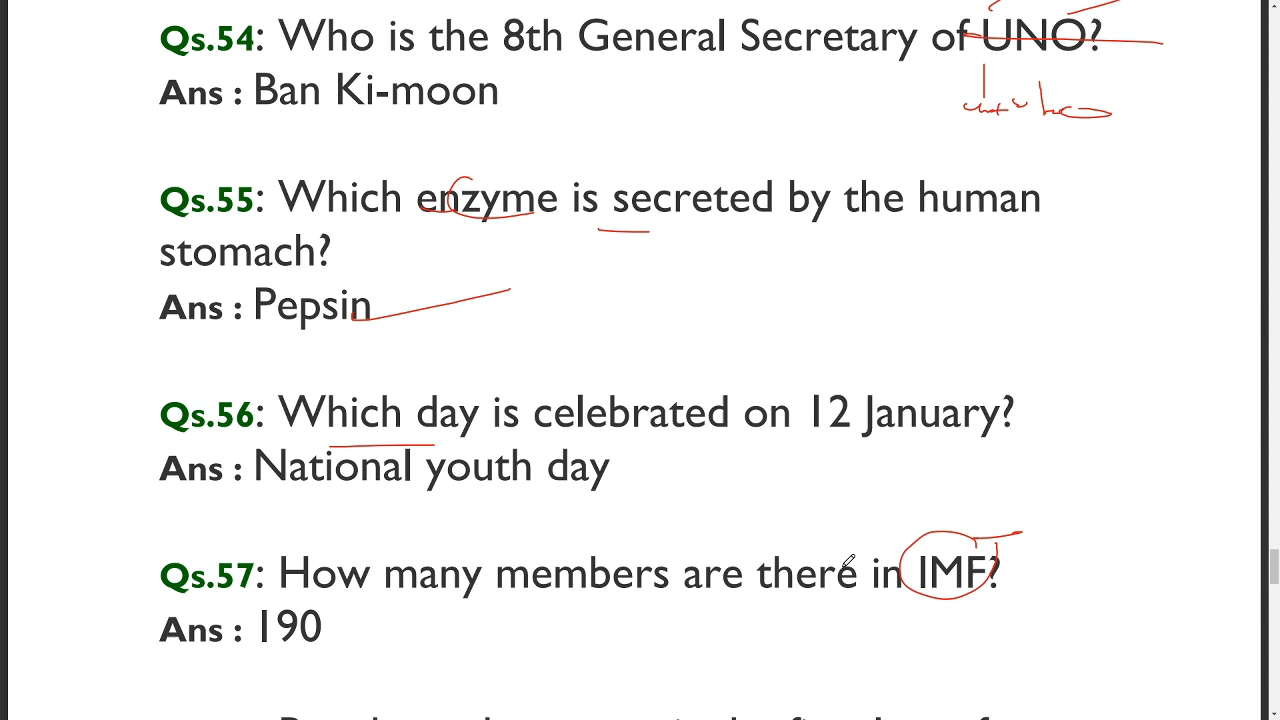 Qs.54: Who is the 8th General Secretary of UNO?
Ans : Ban Ki-moon
Qs.55: Which enzyme is secreted by the human
stomach?
Ans : Pepsin
Qs.56: Which day is celebrated on 12 January?
Ans : National youth day
Qs.57: How many members are there in IMF?
Ans : 190